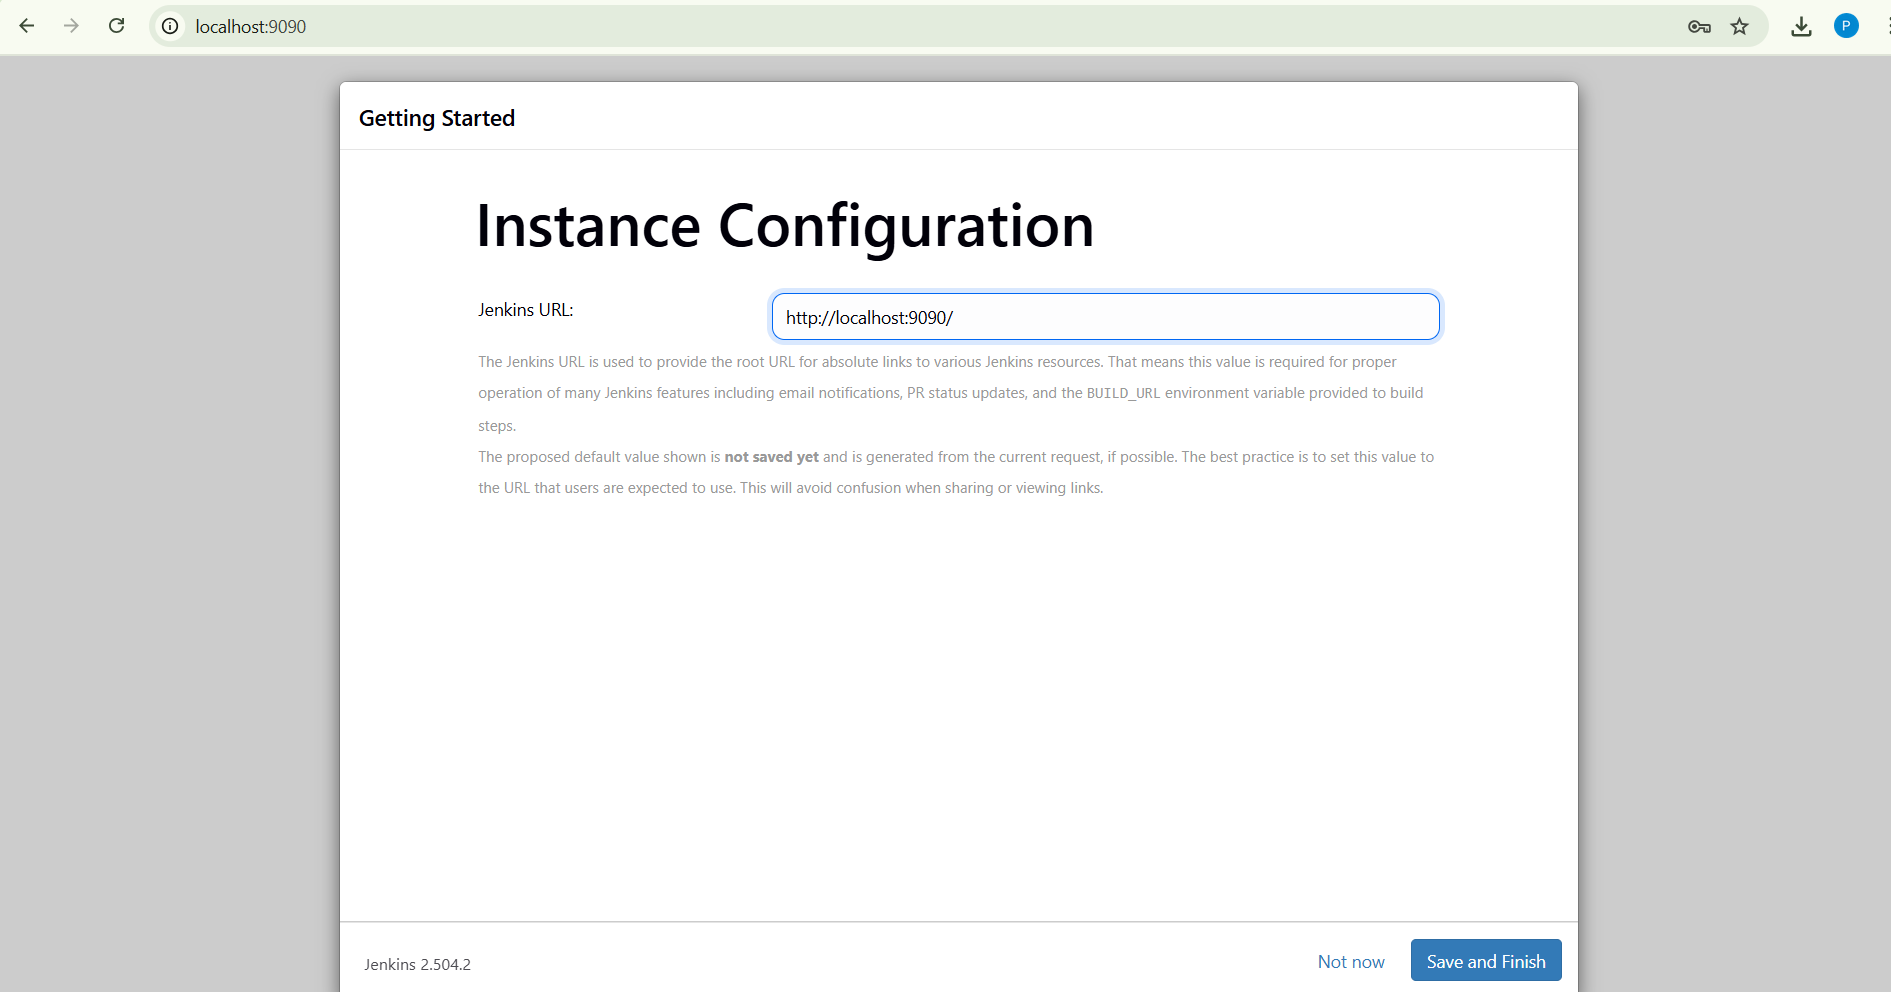 localhost:9090
P
Getting Started
Instance Configuration
Jenkins URL:
http://localhost:9090/
The Jenkins URL is used to provide the root URL for absolute links to various Jenkins resources. That means this value is required for proper
operation of many Jenkins features including email notifications, PR status updates, and the BUILD_URL environment variable provided to build
steps.
The proposed default value shown is not saved yet and is generated from the current request, if possible. The best practice is to set this value to
the URL that users are expected to use. This will avoid confusion when sharing or viewing links.
Jenkins 2.504.2
Not now
Save and Finish